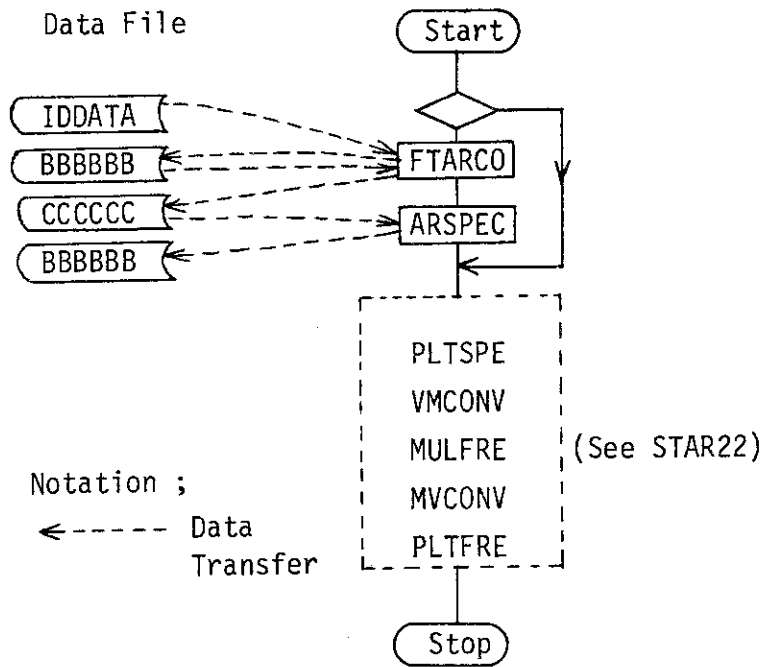 Data File
Start
IDDATA
BBBBBB
FTARCO
CCCCCC
ARSPEC
BBBBBB
PLTSPE
VMCONV
MULFRE
(See STAR22)
MVCONV
PLTFRE
Notation ;
Data
Transfer
Stop